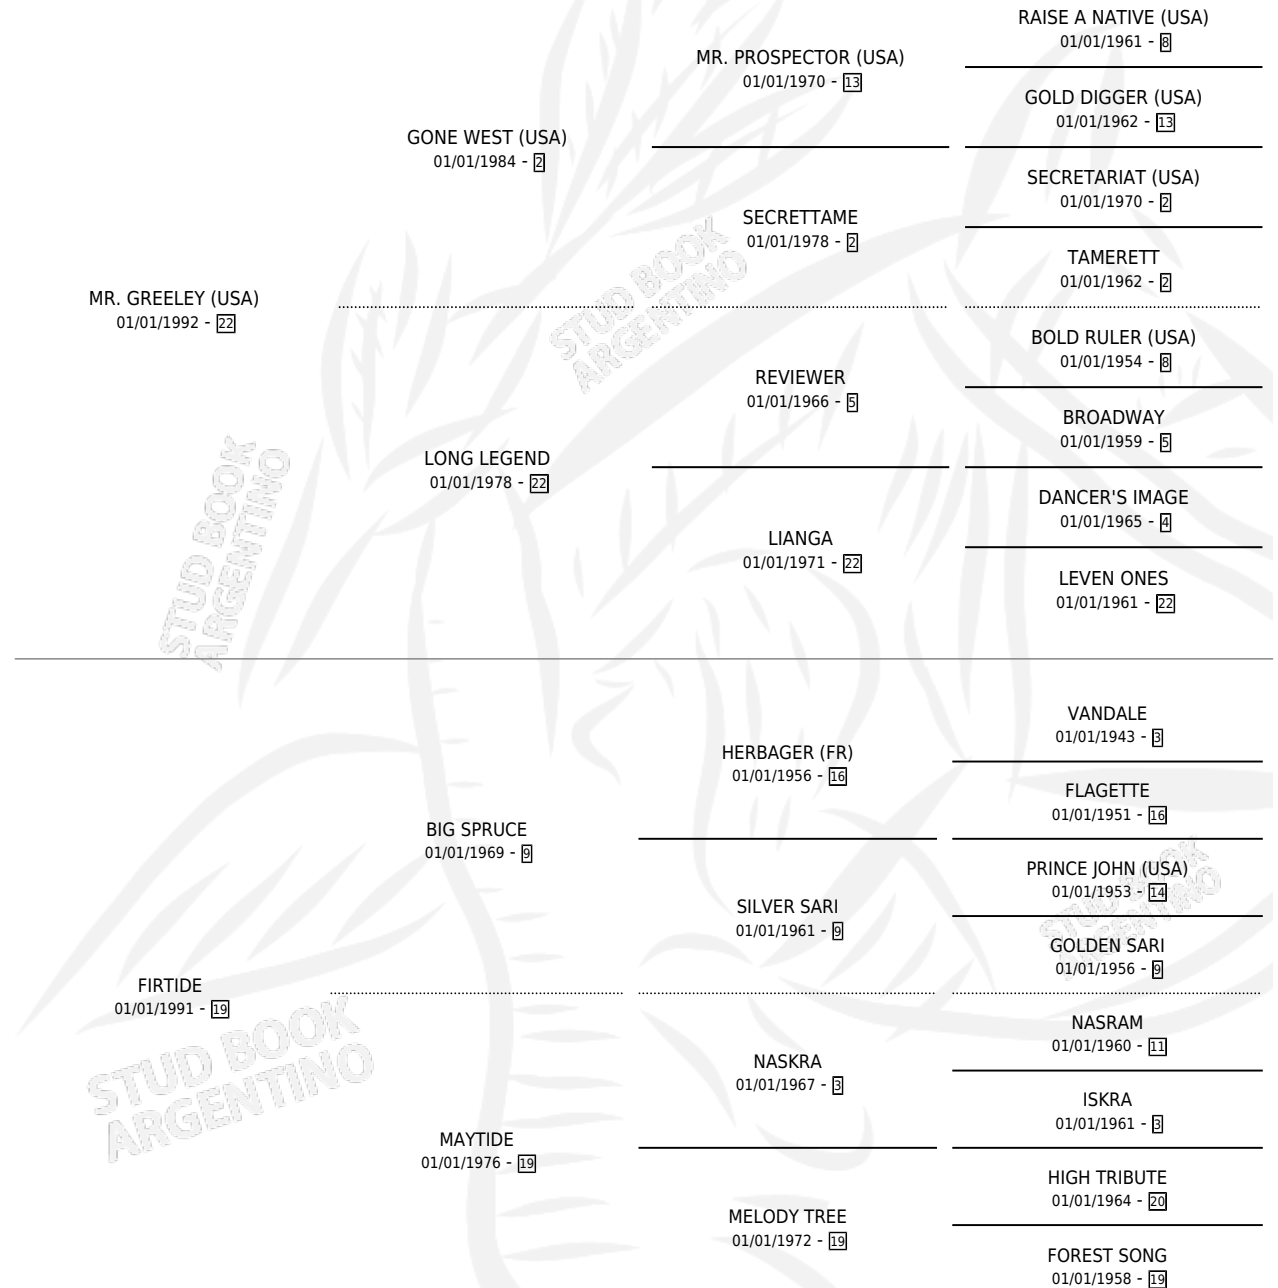 RAISE A NATIVE (USA)
01/01/1961 - 8
MR. PROSPECTOR (USA)
01/01/1970 - 13
GOLD DIGGER (USA)
01/01/1962 - 13
GONE WEST (USA)
01/01/1984 - 2
SECRETARIAT (USA)
01/01/1970 - 2
SECRETTAME
01/01/1978 - 2
TAMERETT
01/01/1962 - 2
MR. GREELEY (USA)
01/01/1992 - 22
BOLD RULER (USA)
01/01/1954 - 8
REVIEWER
01/01/1966 - 5
BROADWAY
01/01/1959 - 5
LONG LEGEND
01/01/1978 - 22
DANCER'S IMAGE
01/01/1965 - 4
LIANGA
01/01/1971 - 22
LEVEN ONES
01/01/1961 - 22
VANDALE
01/01/1943 - 3
HERBAGER (FR)
01/01/1956 - 16
FLAGETTE
01/01/1951 - 16
BIG SPRUCE
01/01/1969 - 9
PRINCE JOHN (USA)
01/01/1953 - 14
SILVER SARI
01/01/1961 - 9
GOLDEN SARI
01/01/1956 - 9
FIRTIDE
01/01/1991 - 19
NASRAM
01/01/1960 - 11
NASKRA
01/01/1967 - 3
ISKRA
01/01/1961 - 3
MAYTIDE
01/01/1976 - 19
HIGH TRIBUTE
01/01/1964 - 20
MELODY TREE
01/01/1972 - 19
FOREST SONG
01/01/1958 - 19
STUD BOOK
ARGENTINO
STUD BOOK
ARGENTINO
STUD BOOK
ARGENTINO
STUD BOOK
ARGENTINO